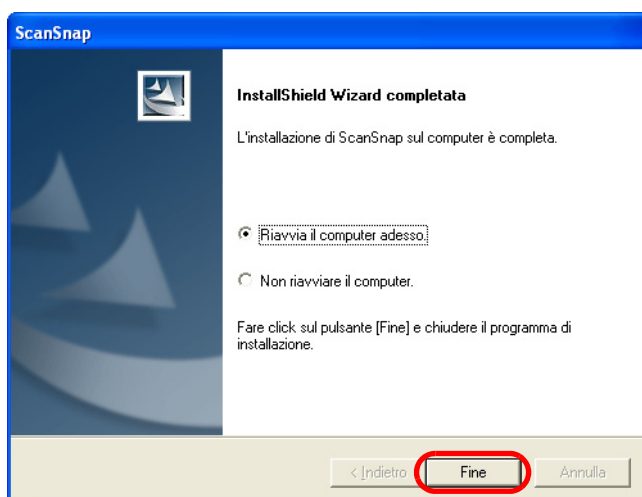 ScanSnap
InstallShield Wizard completata
L'installazione di ScanSnap sul computer è completa.
Riavvia il computer adesso.
Non riavviare il computer.
Fare click sul pulsante [Fine] e chiudere il programma di
installazione.
< Indietro
Fine
Annulla